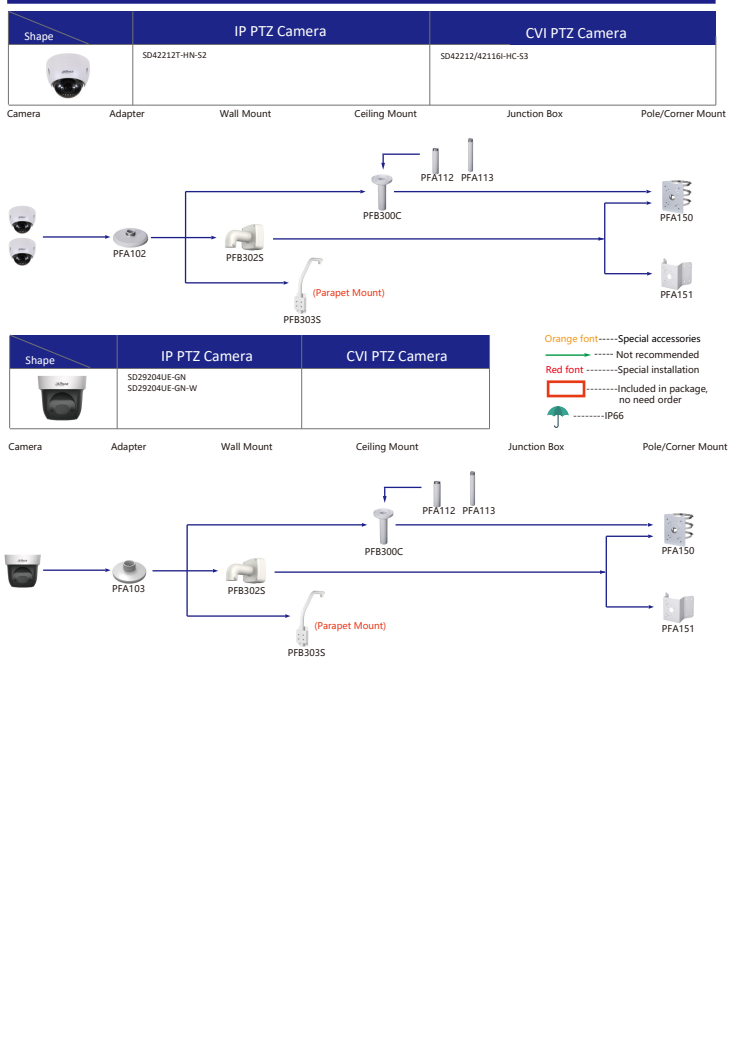 Shape
IP PTZ Camera
CVI PTZ Camera
SD42212T-HN-S2
SD42212/42116I-HC-S3
Camera
Adapter
Wall Mount
Ceiling Mount
Junction Box
Pole/Corner Mount
PFA112
PFA113
PFB300C
PFA150
PFA102
PFB302S
(Parapet Mount)
PFA151
PFB303S
Shape
IP PTZ Camera
CVI PTZ Camera
SD29204UE-GN
SD29204UE-GN-W
Orange font-----Special accessories
----- Not recommended
Red font -------Special installation
-------Included in package,
no need order
--------IP66
Camera
Adapter
Wall Mount
Ceiling Mount
Junction Box
Pole/Corner Mount
PFA112
PFA113
PFB300C
PFA150
PFA103
PFB302S
(Parapet Mount)
PFA151
PFB303S